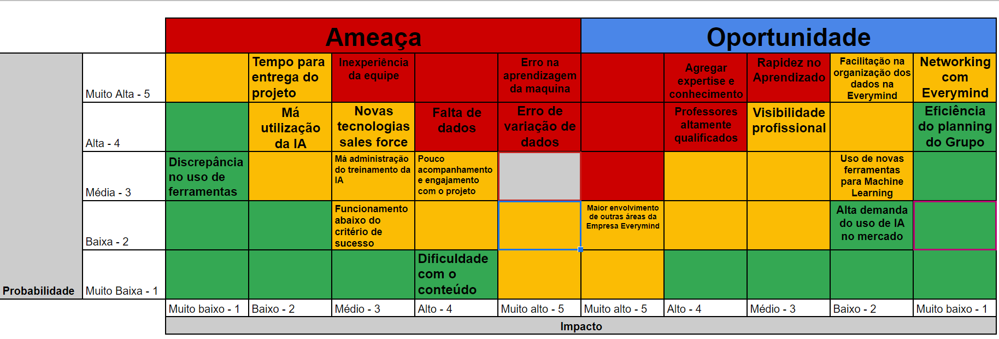 Ameaça
Oportunidade
Muito Alta - 5
Tempo para
entrega do
projeto
Inexperiência
da equipe
Erro na
aprendizagem
da maquina
Agregar
expertise e
conhecimento
Rapidez no
Aprendizado
Facilitação na
organização dos
dados na
Everymind
Networking
com
Everymind
Alta - 4
Má
utilização
da IA
Novas
tecnologias
sales force
Falta de
dados
Erro de
variação de
dados
Professores
altamente
qualificados
Visibilidade
profissional
Eficiência
do planning
do Grupo
Média - 3
Discrepância
no uso de
ferramentas
Má administração
do treinamento da
IA
Pouco
acompanhamento
e engajamento
com o projeto
Uso de novas
ferramentas
para Machine
Learning
Baixa - 2
Funcionamento
abaixo do
critério de
sucesso
Maior envolvimento
de outras áreas da
Empresa Everymind
Alta demanda
do uso de IA
no mercado
Probabilidade
Muito Baixa - 1
Dificuldade
com o
conteúdo
Muito baixo - 1
Baixo - 2
Médio - 3
Alto - 4
Muito alto - 5
Muito alto - 5
Alto - 4
Médio - 3
Baixo - 2
Muito baixo - 1
Impacto